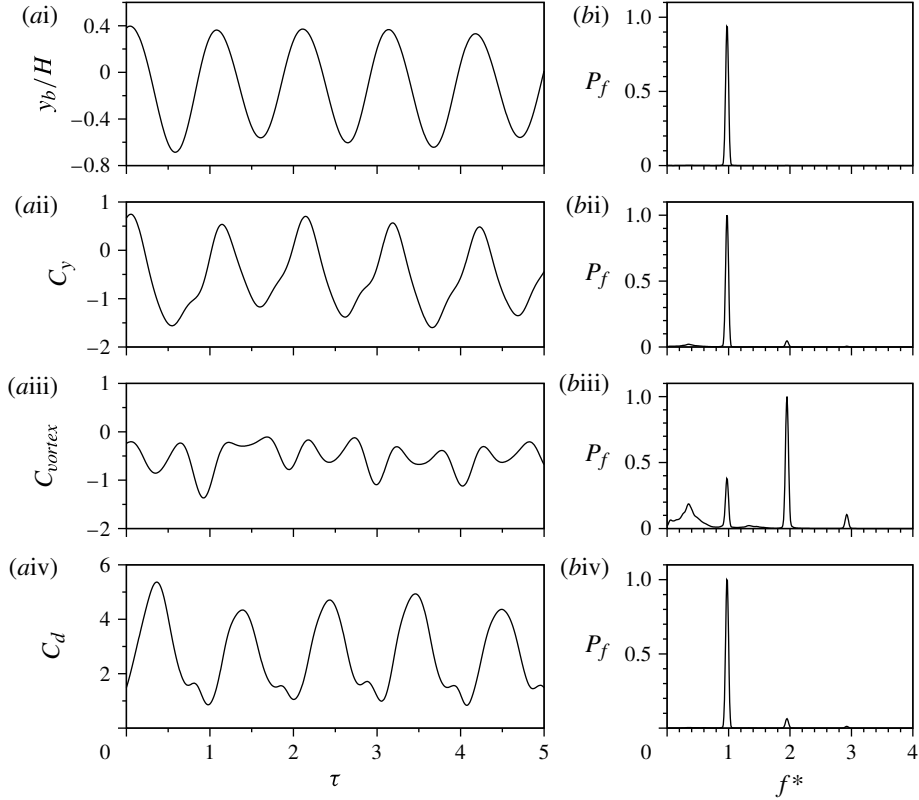 (ai)
(bi)
0.4
0
−0.4
−0.8
y_b/H
P_f
1.0
0.5
0
(aii)
(bii)
1
0
−1
−2
C_y
P_f
1.0
0.5
0
(aiii)
(biii)
1
0
−1
−2
C_vortex
P_f
1.0
0.5
0
(aiv)
(biv)
6
4
2
C_d
P_f
1.0
0.5
0 1 2 3 4 5
0 1 2 3 4
τ
f*